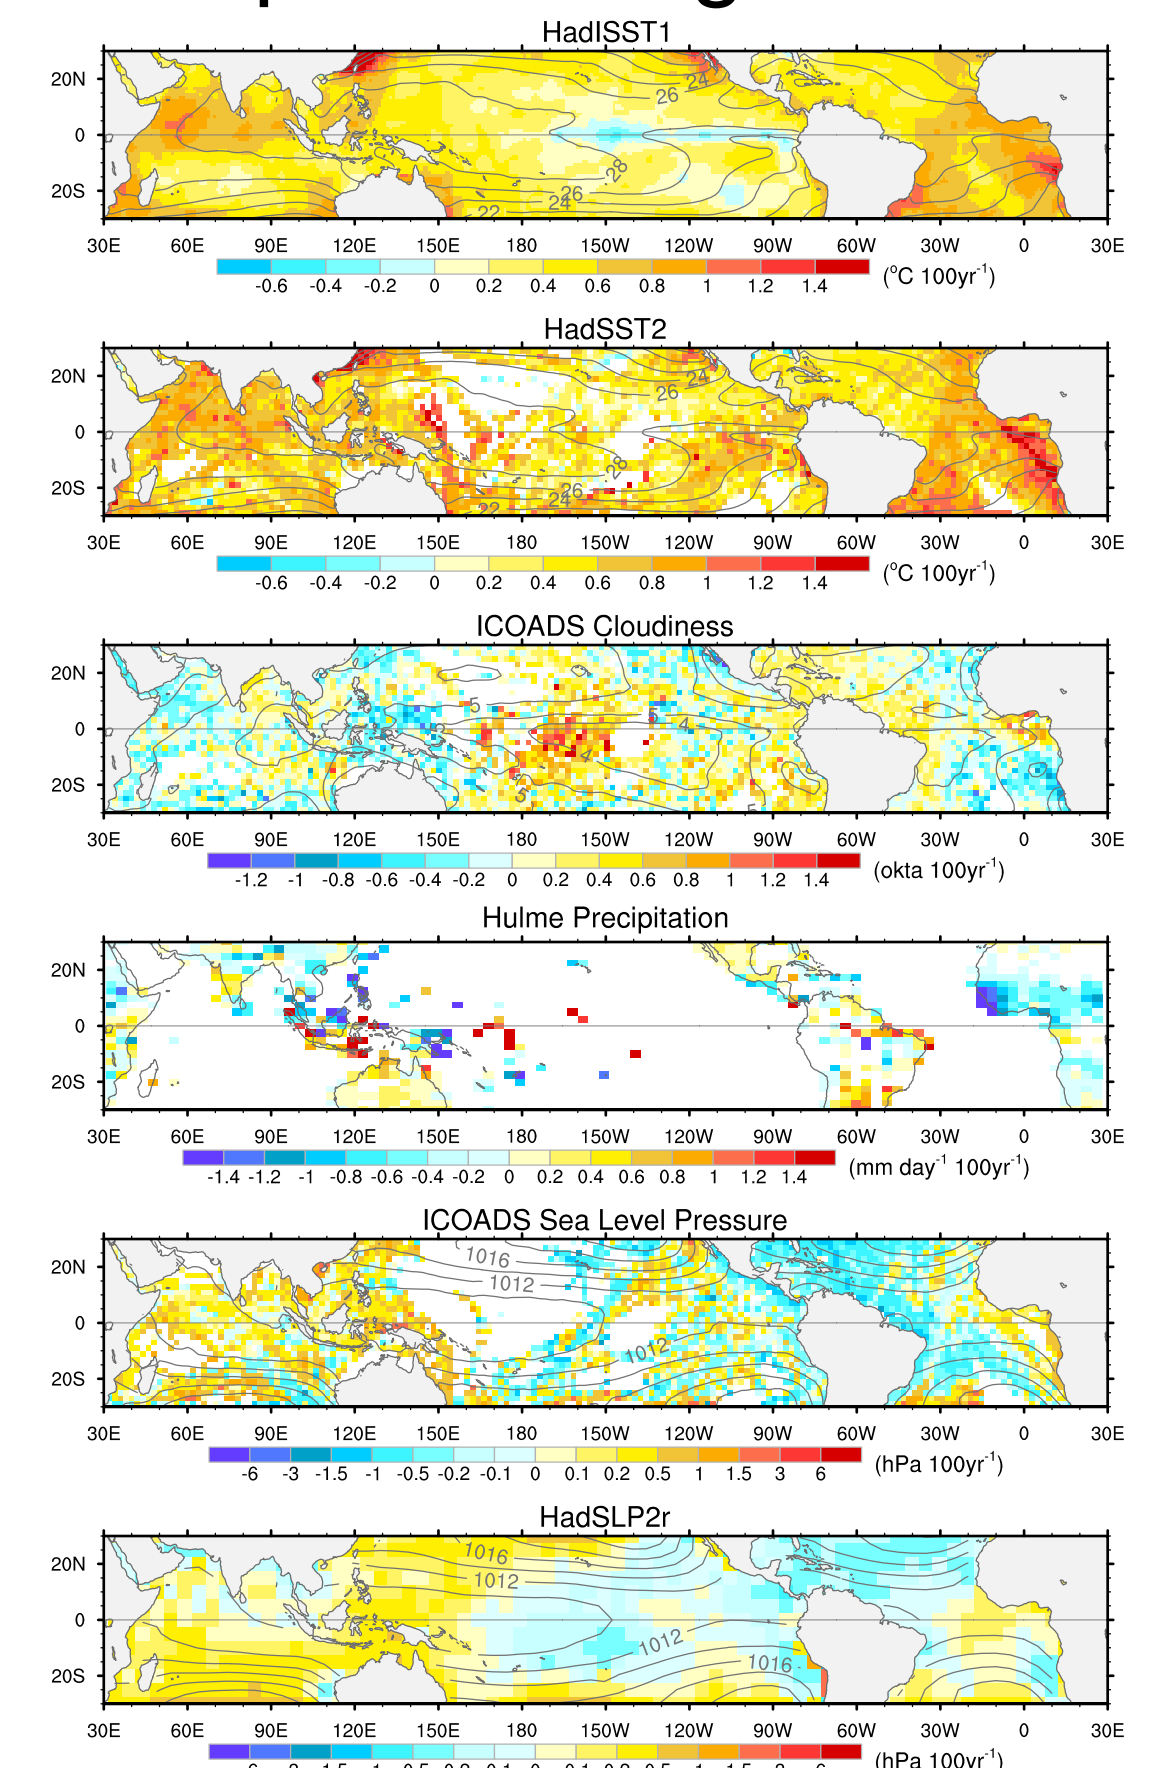 HadISST1
20N
0
20S
24
26
28
26
24
22
30E 60E 90E 120E 150E 180 150W 120W 90W 60W 30W 0 30E
-0.6 -0.4 -0.2 0 0.2 0.4 0.6 0.8 1 1.2 1.4 (°C 100yr⁻¹)
HadSST2
20N
0
20S
24
26
28
26
24
22
30E 60E 90E 120E 150E 180 150W 120W 90W 60W 30W 0 30E
-0.6 -0.4 -0.2 0 0.2 0.4 0.6 0.8 1 1.2 1.4 (°C 100yr⁻¹)
ICOADS Cloudiness
20N
0
20S
5
5
4
4
5
5
30E 60E 90E 120E 150E 180 150W 120W 90W 60W 30W 0 30E
-1.2 -1 -0.8 -0.6 -0.4 -0.2 0 0.2 0.4 0.6 0.8 1 1.2 1.4 (okta 100yr⁻¹)
Hulme Precipitation
20N
0
20S
30E 60E 90E 120E 150E 180 150W 120W 90W 60W 30W 0 30E
-1.4 -1.2 -1 -0.8 -0.6 -0.4 -0.2 0 0.2 0.4 0.6 0.8 1 1.2 1.4 (mm day⁻¹ 100yr⁻¹)
ICOADS Sea Level Pressure
20N
0
20S
1016
1012
1012
30E 60E 90E 120E 150E 180 150W 120W 90W 60W 30W 0 30E
-6 -3 -1.5 -1 -0.5 -0.2 -0.1 0 0.1 0.2 0.5 1 1.5 3 6 (hPa 100yr⁻¹)
HadSLP2r
20N
0
20S
1016
1012
1012
1016
30E 60E 90E 120E 150E 180 150W 120W 90W 60W 30W 0 30E
(hPa 100yr⁻¹)